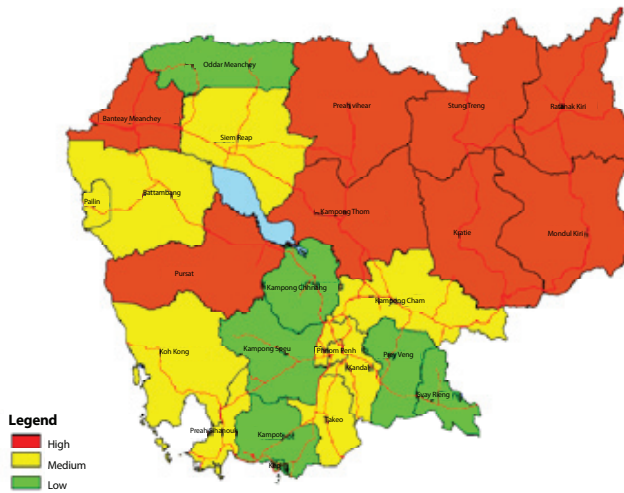 Oddar Meanchey
Banteay Meanchey
Siem Reap
Preah vihear
Stung Treng
Ratanak Kiri
Battambang
Pailin
Kampong Thom
Kratie
Mondul Kiri
Pursat
Kampong Chhnang
Kampong Cham
Koh Kong
Kampong Speu
Phnom Penh
Kandal
Prey Veng
Svay Rieng
Preah Sihanouk
Kampot
Takeo
Legend
High
Medium
Low